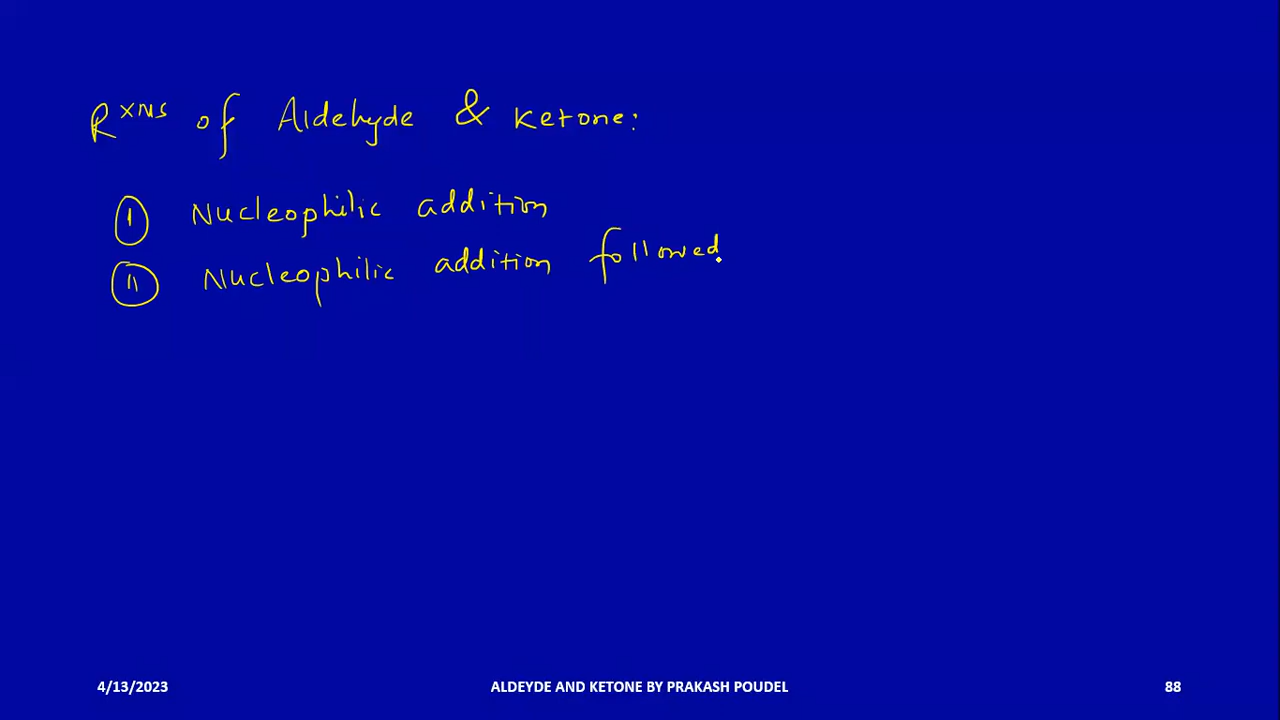 Rxns of Aldehyde & Ketone:
I Nucleophilic addition
II Nucleophilic addition followed
4/13/2023 ALDEYDE AND KETONE BY PRAKASH POUDEL 88